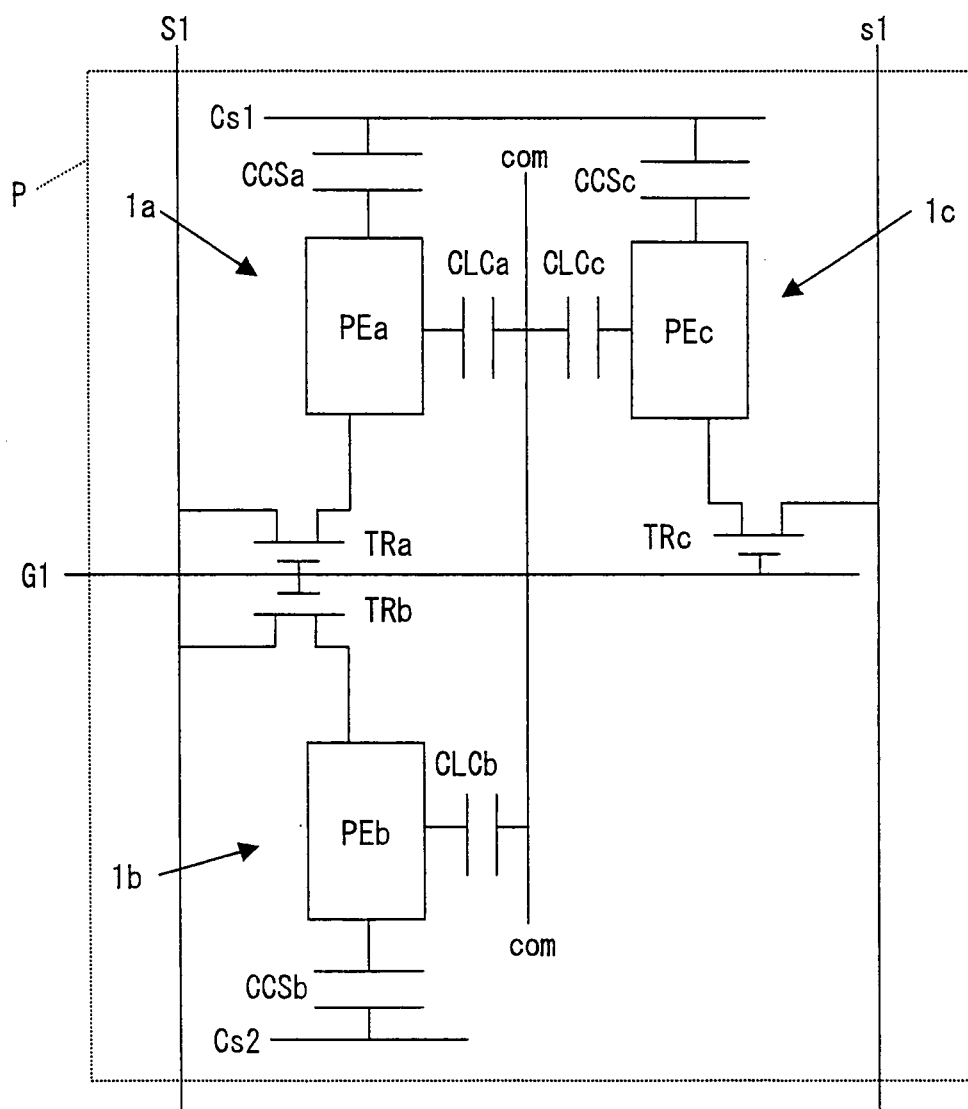 S1
s1
Cs1
CCSa
com
CCSc
P
1a
1c
CLCa
CLCc
PEa
PEc
TRa
TRc
G1
TRb
CLCb
PEb
1b
com
CCSb
Cs2